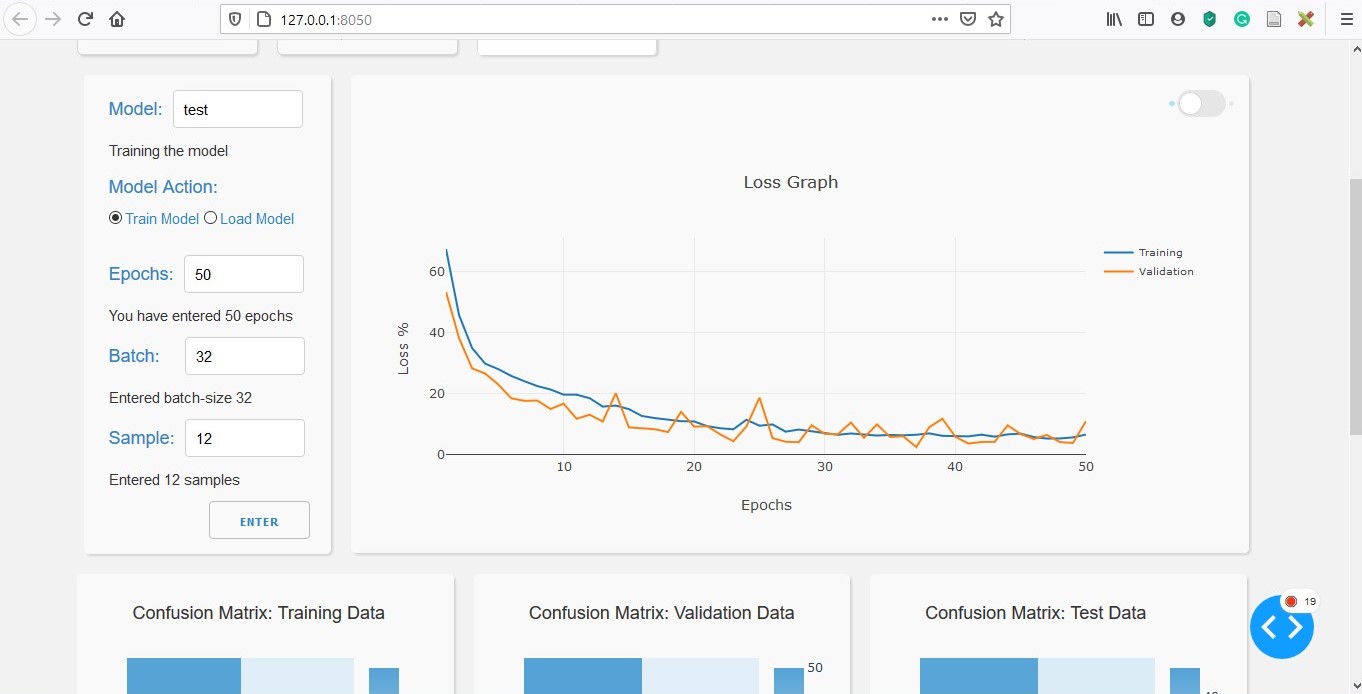 127.0.0.1:8050
Model: test
Training the model
Model Action:
Train Model Load Model
Epochs: 50
You have entered 50 epochs
Batch: 32
Entered batch-size 32
Sample: 12
Entered 12 samples
ENTER
Loss Graph
Training
Validation
60
40
20
0
Loss %
10 20 30 40 50
Epochs
Confusion Matrix: Training Data
Confusion Matrix: Validation Data
50
Confusion Matrix: Test Data
19